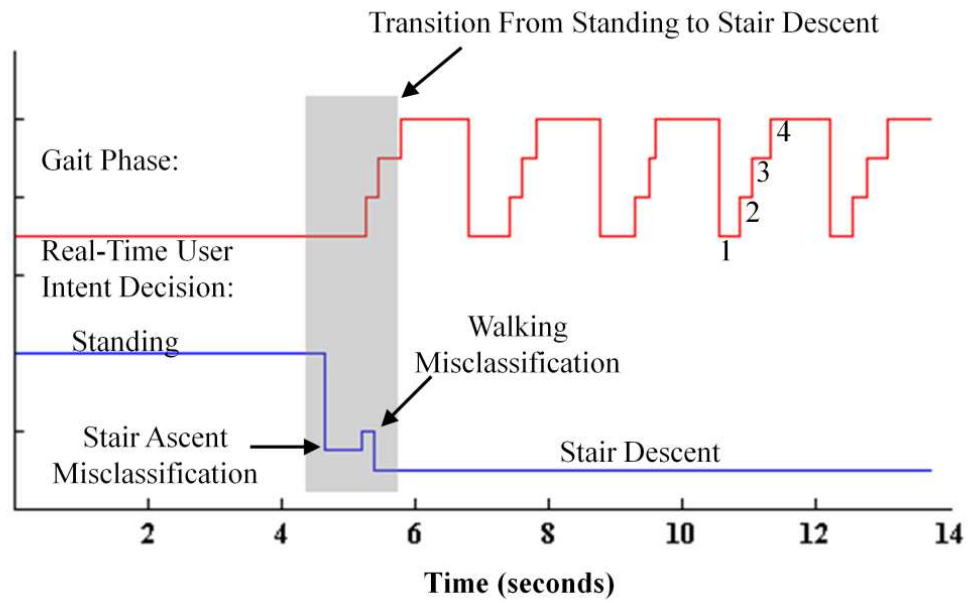 Transition From Standing to Stair Descent
Gait Phase:
4
3
2
1
Real-Time User
Intent Decision:
Standing
Walking
Misclassification
Stair Ascent
Misclassification
Stair Descent
2 4 6 8 10 12 14
Time (seconds)